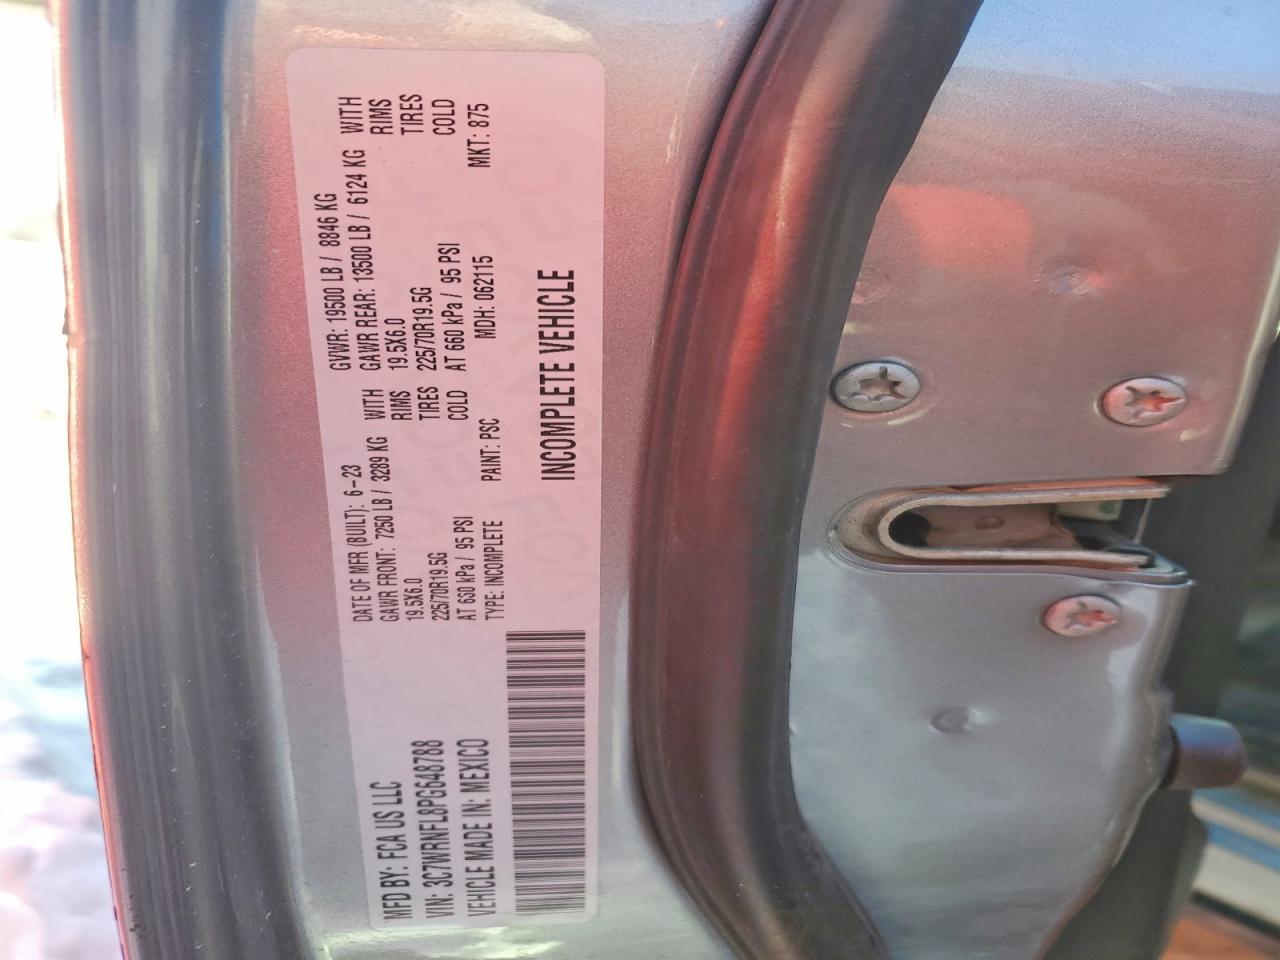 MFD BY: FCA US LLC
VIN: 3C7WRNFL8PG648788
VEHICLE MADE IN: MEXICO
DATE OF MFR (BUILT): 6-23
GVWR: 19500 LB / 8846 KG
GAWR FRONT: 7250 LB / 3289 KG WITH
19.5X6.0 RIMS
225/70R19.5G TIRES
AT 630 kPa / 95 PSI COLD
GAWR REAR: 13500 LB / 6124 KG WITH
19.5X6.0 RIMS
225/70R19.5G TIRES
AT 660 kPa / 95 PSI COLD
TYPE: INCOMPLETE PAINT: PSC MDH: 062115 MKT: 875
INCOMPLETE VEHICLE